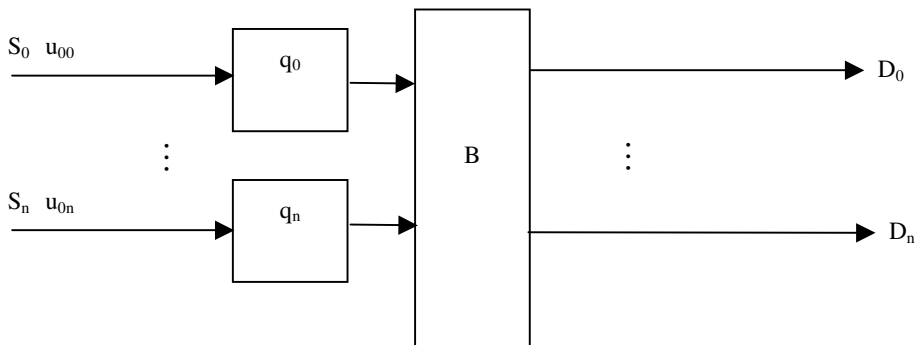 S₀ u₀₀
q₀
D₀
⋮
B
⋮
Sₙ u₀ₙ
qₙ
Dₙ